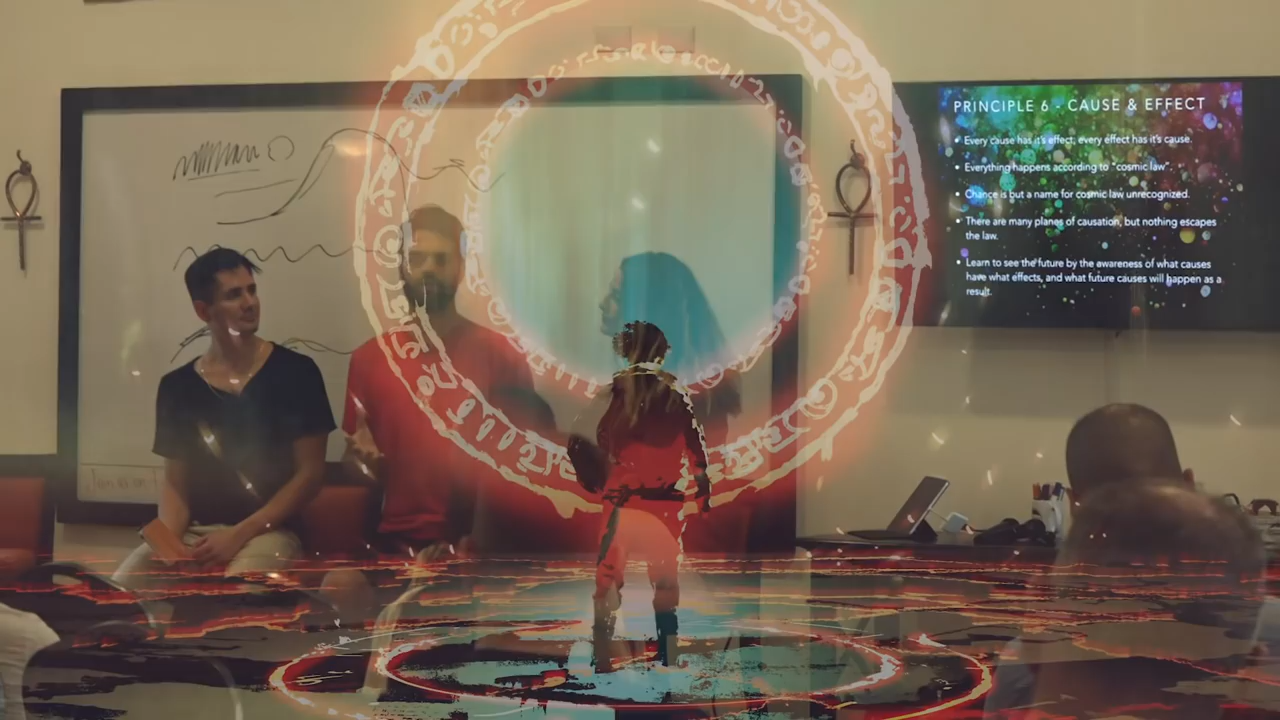 PRINCIPLE 6 - CAUSE & EFFECT
• Every cause has it's effect; every effect has it's cause.
• Everything happens according to "cosmic law".
• Chance is but a name for cosmic law unrecognized.
• There are many planes of causation, but nothing escapes
the law.
• Learn to see the future by the awareness of what causes
have what effects, and what future causes will happen as a
result.